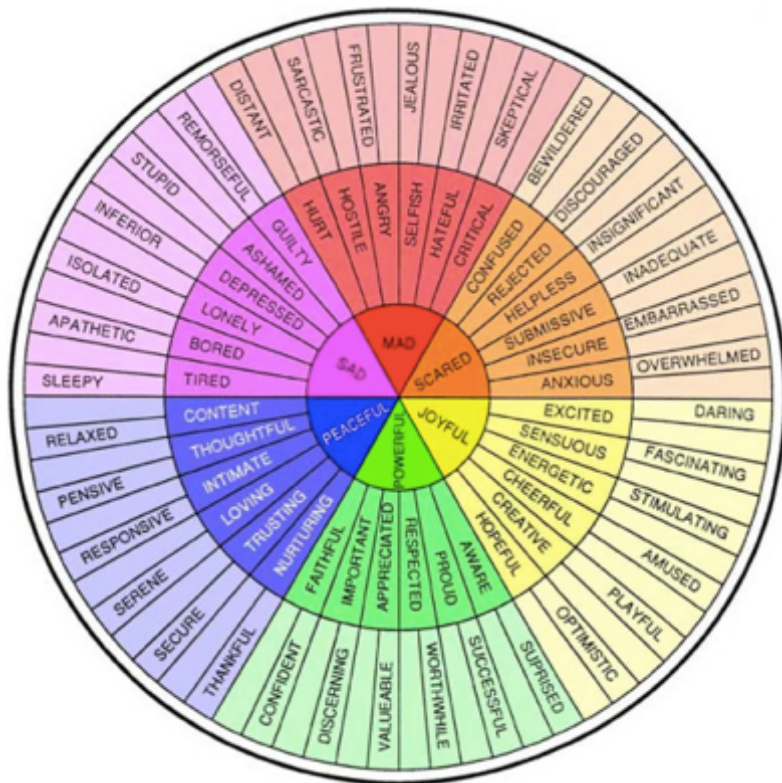 MAD
SCARED
JOYFUL
POWERFUL
PEACEFUL
SAD
HURT
HOSTILE
ANGRY
SELFISH
HATEFUL
CRITICAL
CONFUSED
REJECTED
HELPLESS
SUBMISSIVE
INSECURE
ANXIOUS
EXCITED
SENSUOUS
ENERGETIC
CHEERFUL
CREATIVE
HOPEFUL
AWARE
PROUD
RESPECTED
APPRECIATED
IMPORTANT
FAITHFUL
NURTURING
TRUSTING
LOVING
INTIMATE
THOUGHTFUL
CONTENT
TIRED
BORED
LONELY
DEPRESSED
ASHAMED
GUILTY
DISTANT
SARCASTIC
FRUSTRATED
JEALOUS
IRRITATED
SKEPTICAL
BEWILDERED
DISCOURAGED
INSIGNIFICANT
INADEQUATE
EMBARRASSED
OVERWHELMED
DARING
FASCINATING
STIMULATING
AMUSED
PLAYFUL
OPTIMISTIC
SUPRISED
SUCCESSFUL
WORTHWHILE
VALUEABLE
DISCERNING
CONFIDENT
THANKFUL
SECURE
SERENE
RESPONSIVE
PENSIVE
RELAXED
SLEEPY
APATHETIC
ISOLATED
INFERIOR
STUPID
REMORSEFUL